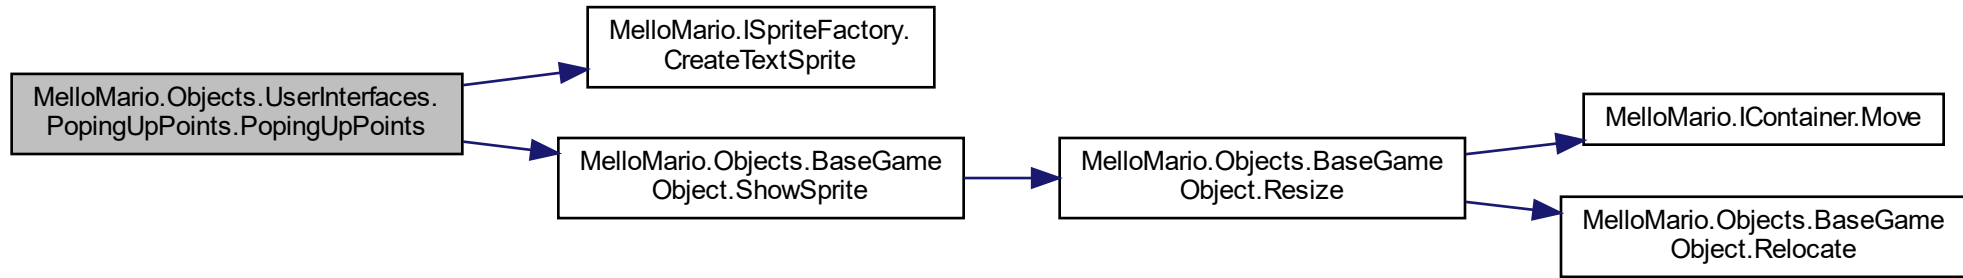 MelloMario.Objects.UserInterfaces.
PopingUpPoints.PopingUpPoints
MelloMario.ISpriteFactory.
CreateTextSprite
MelloMario.Objects.BaseGame
Object.ShowSprite
MelloMario.Objects.BaseGame
Object.Resize
MelloMario.IContainer.Move
MelloMario.Objects.BaseGame
Object.Relocate